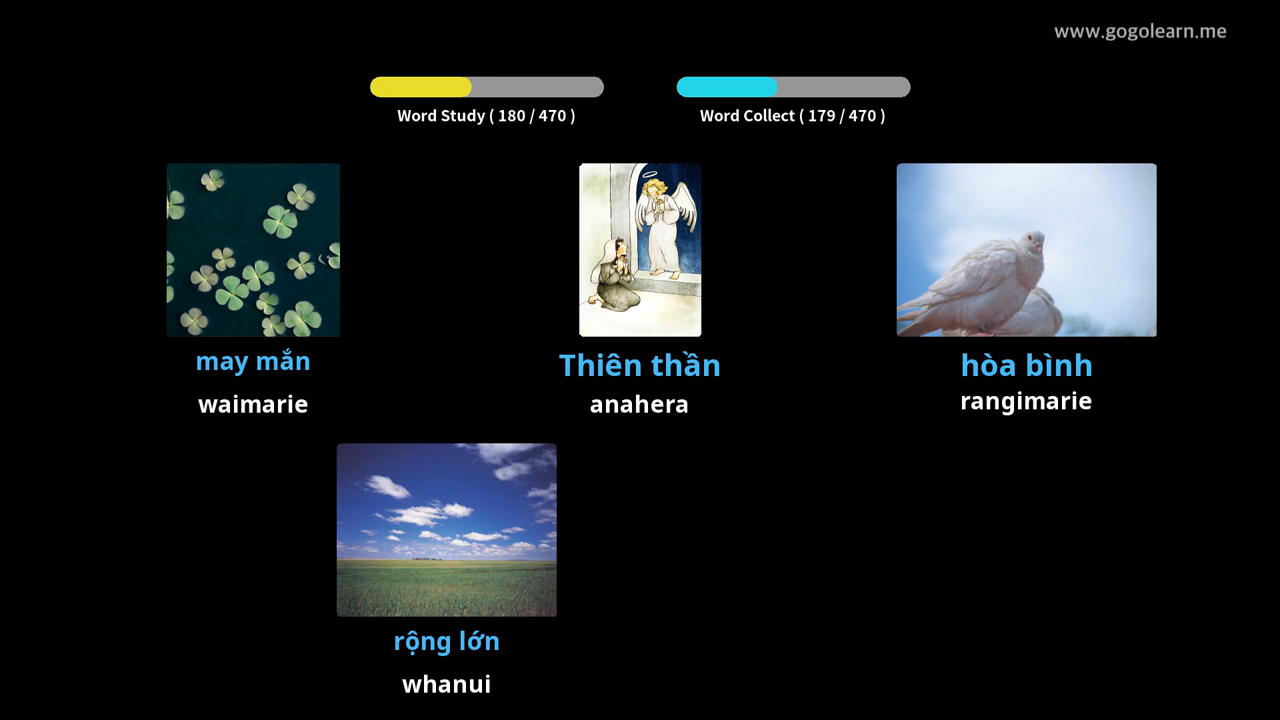 www.gogolearn.me
Word Study ( 180 / 470 )
Word Collect ( 179 / 470 )
may mắn
waimarie
Thiên thần
anahera
hòa bình
rangimarie
rộng lớn
whanui